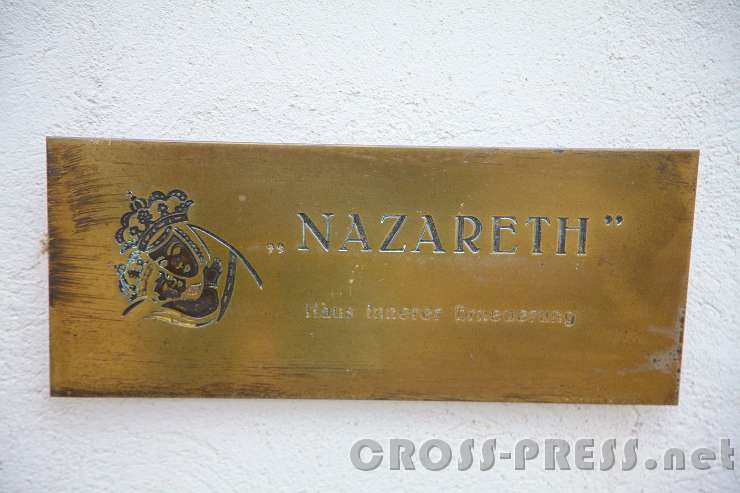 „NAZARETH”
Haus innerer Erneuerung
CROSS-PRESS.net